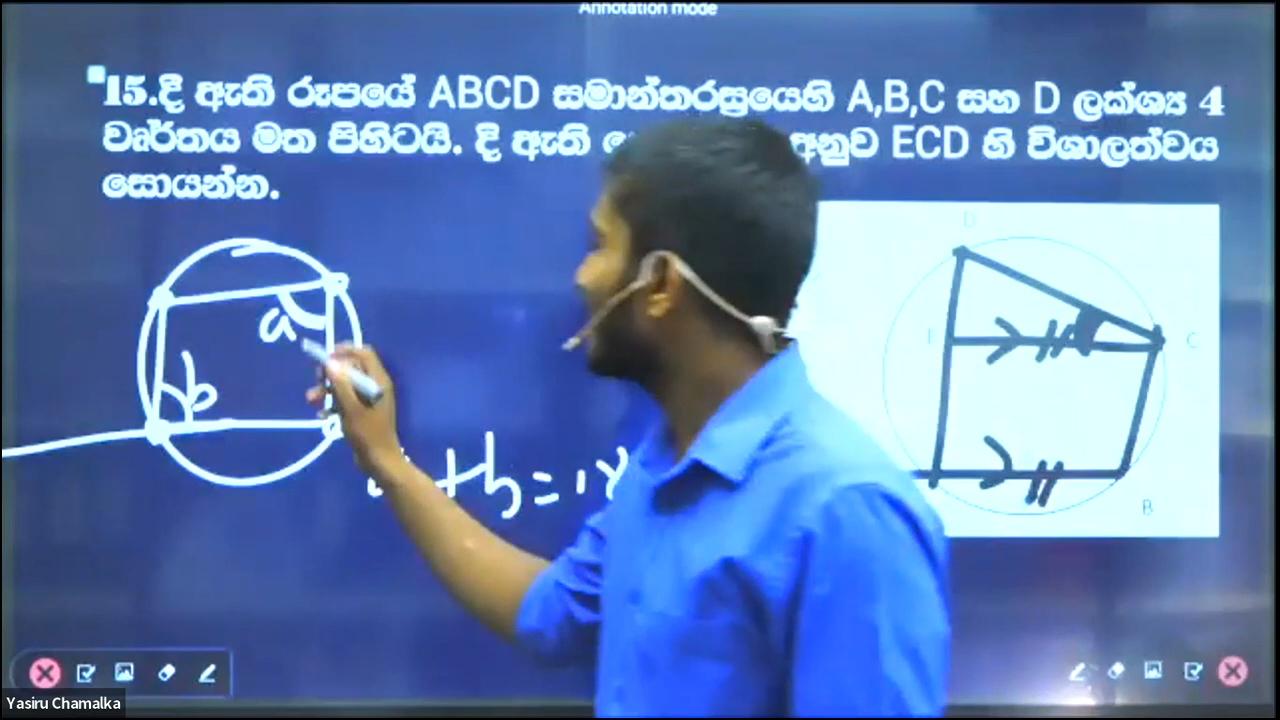 Annotation mode
15.දී ඇති රූපයේ ABCD සමාන්තරස්‍රයෙහි A,B,C සහ D ලක්ශ්‍ය 4
වෘර්තය මත පිහිටයි. දී ඇති අනුව ECD හි විශාලත්වය
සොයන්න.
D
a
E
C
b
+b=18
B
Yasiru Chamalka